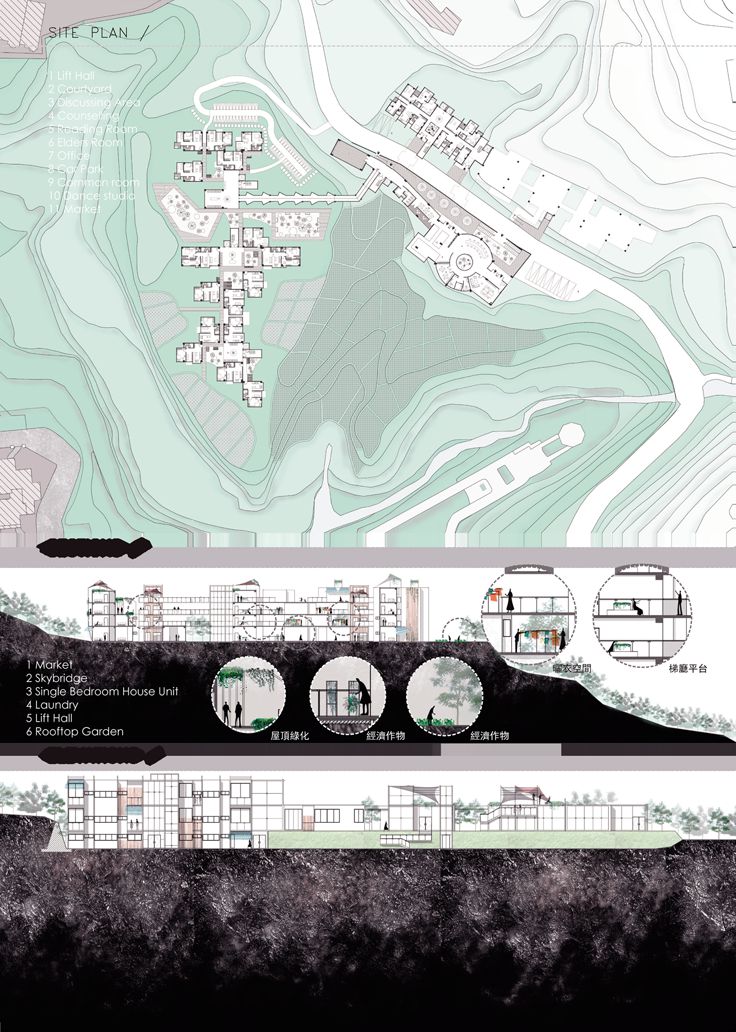 SITE PLAN /
1 Lift Hall
2 Courtyard
3 Discussing Area
4 Counselling
5 Reading Room
6 Elders Room
7 Office
8 Car Park
9 Common room
10 Dance studio
11 Market
曬衣空間
梯廳平台
1 Market
2 Skybridge
3 Single Bedroom House Unit
4 Laundry
5 Lift Hall
6 Rooftop Garden
屋頂綠化
經濟作物
經濟作物